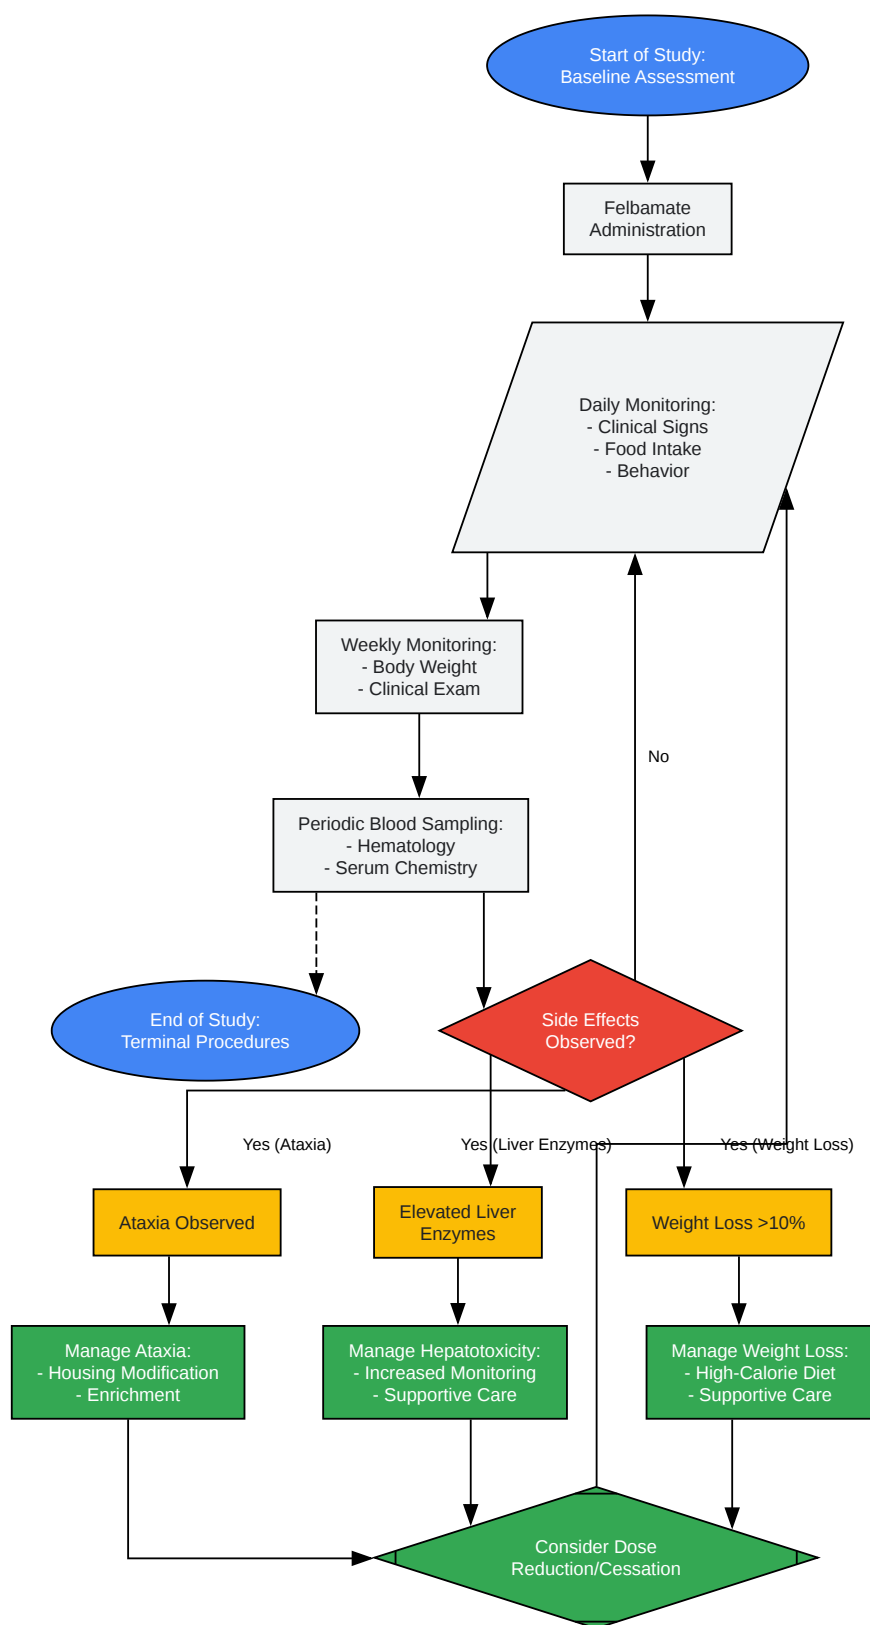 Start of Study:
Baseline Assessment
Felbamate
Administration
Daily Monitoring:
- Clinical Signs
- Food Intake
- Behavior
Weekly Monitoring:
- Body Weight
- Clinical Exam
No
Periodic Blood Sampling:
- Hematology
- Serum Chemistry
End of Study:
Terminal Procedures
Side Effects
Observed?
Yes (Ataxia)
Yes (Liver Enzymes)
Yes (Weight Loss)
Ataxia Observed
Elevated Liver
Enzymes
Weight Loss >10%
Manage Ataxia:
- Housing Modification
- Enrichment
Manage Hepatotoxicity:
- Increased Monitoring
- Supportive Care
Manage Weight Loss:
- High-Calorie Diet
- Supportive Care
Consider Dose
Reduction/Cessation